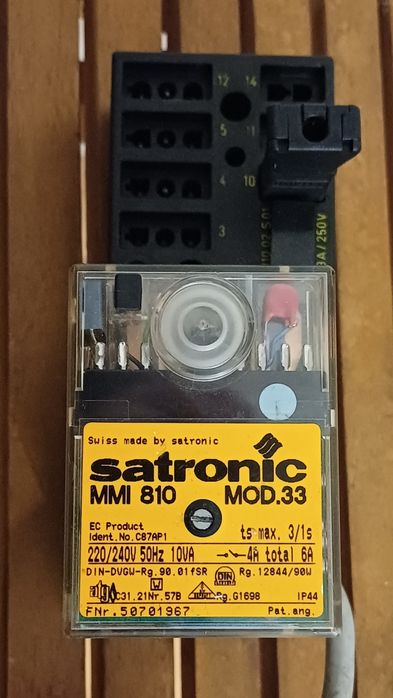 12 14
5 11
4 10
3
A/250V
Swiss made by satronic
satronic
MMI 810 MOD.33
EC Product
Ident.No.C87AP1
ts max. 3/1s
220/240V 50Hz 10VA 4A total 6A
DIN-DVGW-Rg.90.01fSR DIN Rg.12844/90W
C31.21Nr.57B Rg.G1698 IP44
FNr.50701967 Pat.ang.